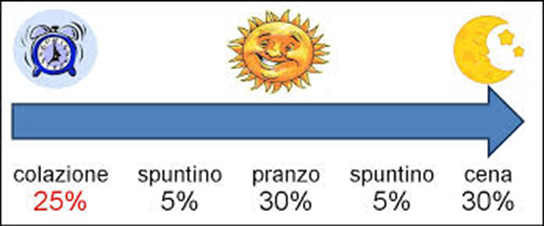 colazione spuntino pranzo spuntino cena
25% 5% 30% 5% 30%